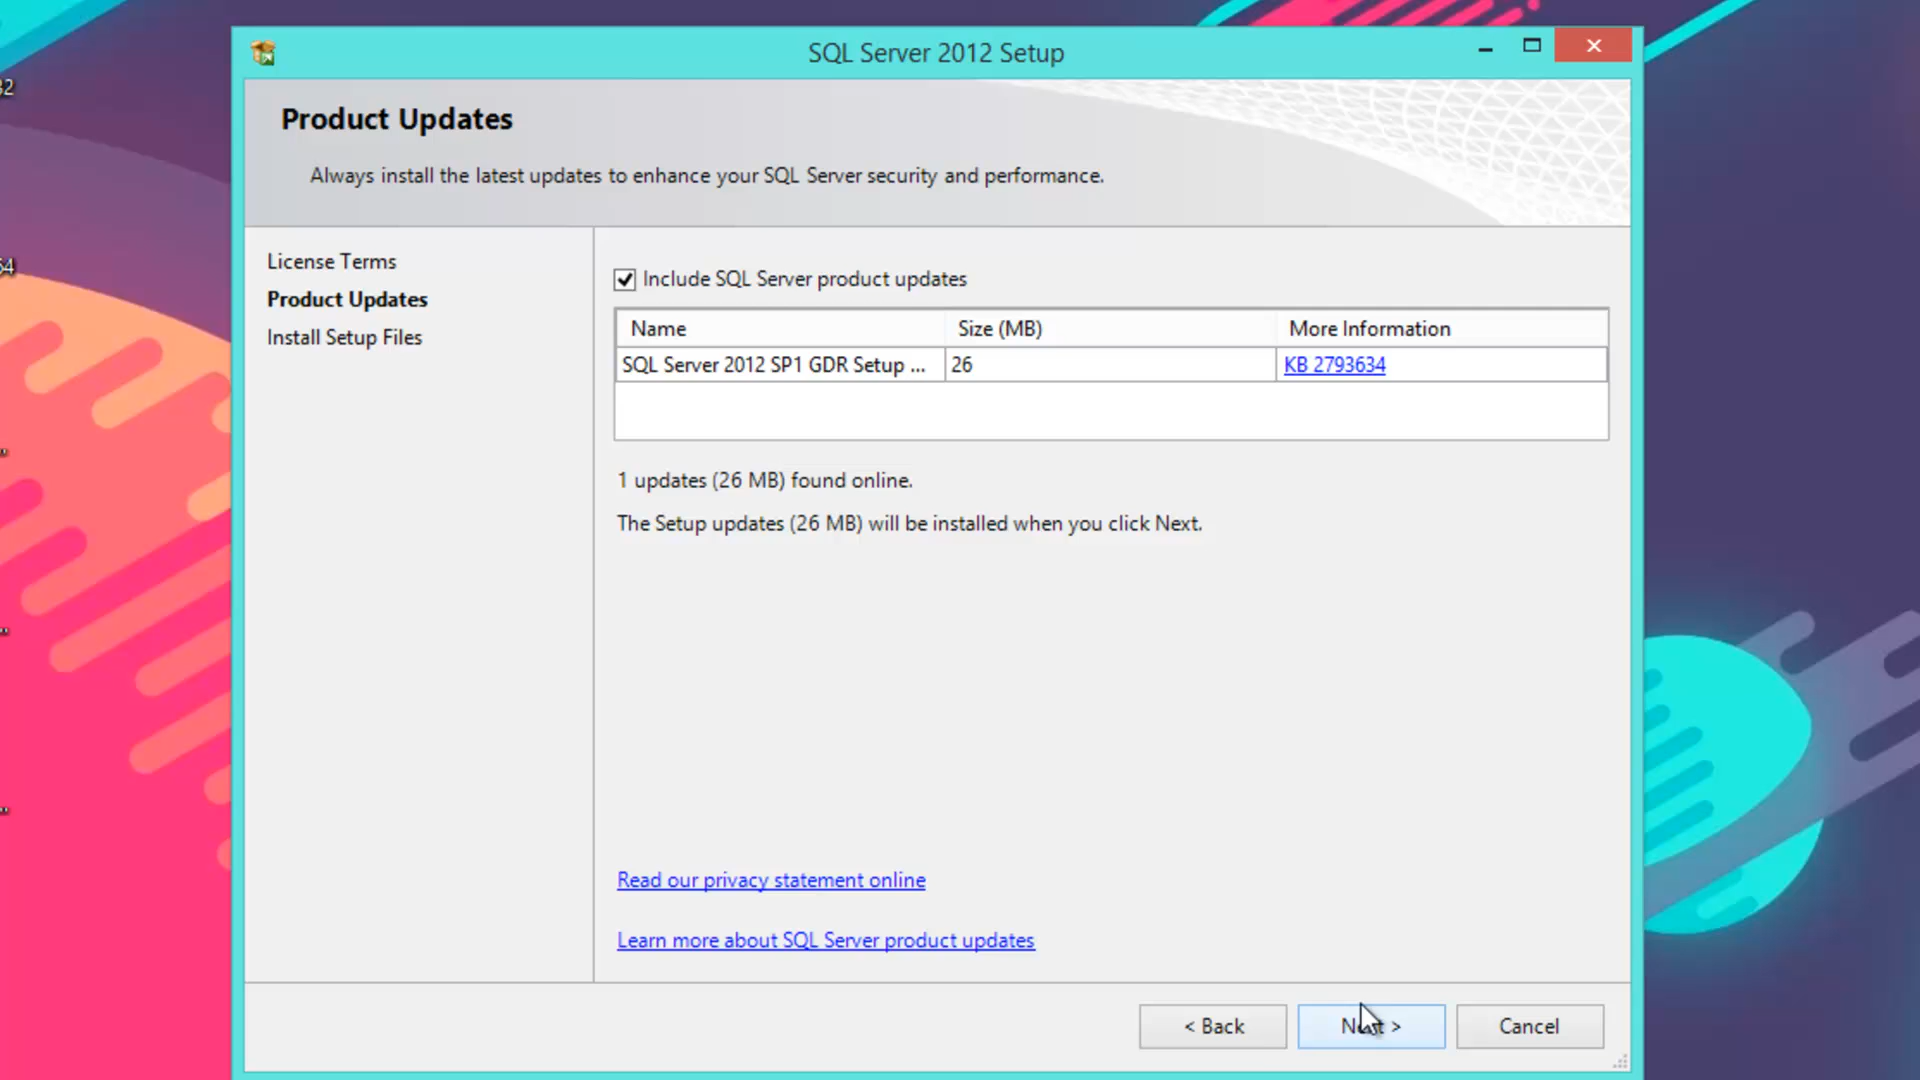 SQL Server 2012 Setup
Product Updates
Always install the latest updates to enhance your SQL Server security and performance.
License Terms
Product Updates
Install Setup Files
Include SQL Server product updates
Name Size (MB) More Information
SQL Server 2012 SP1 GDR Setup ... 26 KB 2793634
1 updates (26 MB) found online.
The Setup updates (26 MB) will be installed when you click Next.
Read our privacy statement online
Learn more about SQL Server product updates
< Back Next > Cancel